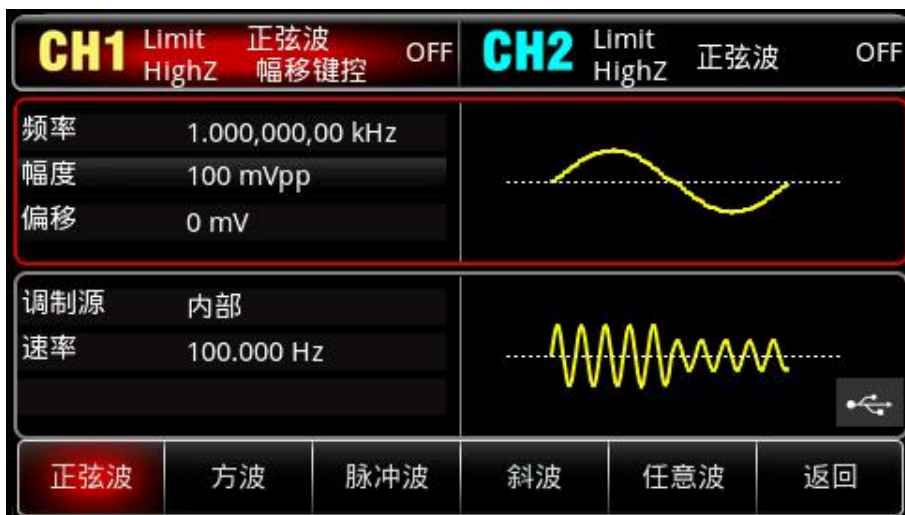 CH1 Limit 正弦波 OFF CH2 Limit 正弦波 OFF
HighZ 幅移键控 HighZ
频率 1.000,000,00 kHz
幅度 100 mVpp
偏移 0 mV
调制源 内部
速率 100.000 Hz
正弦波 方波 脉冲波 斜波 任意波 返回